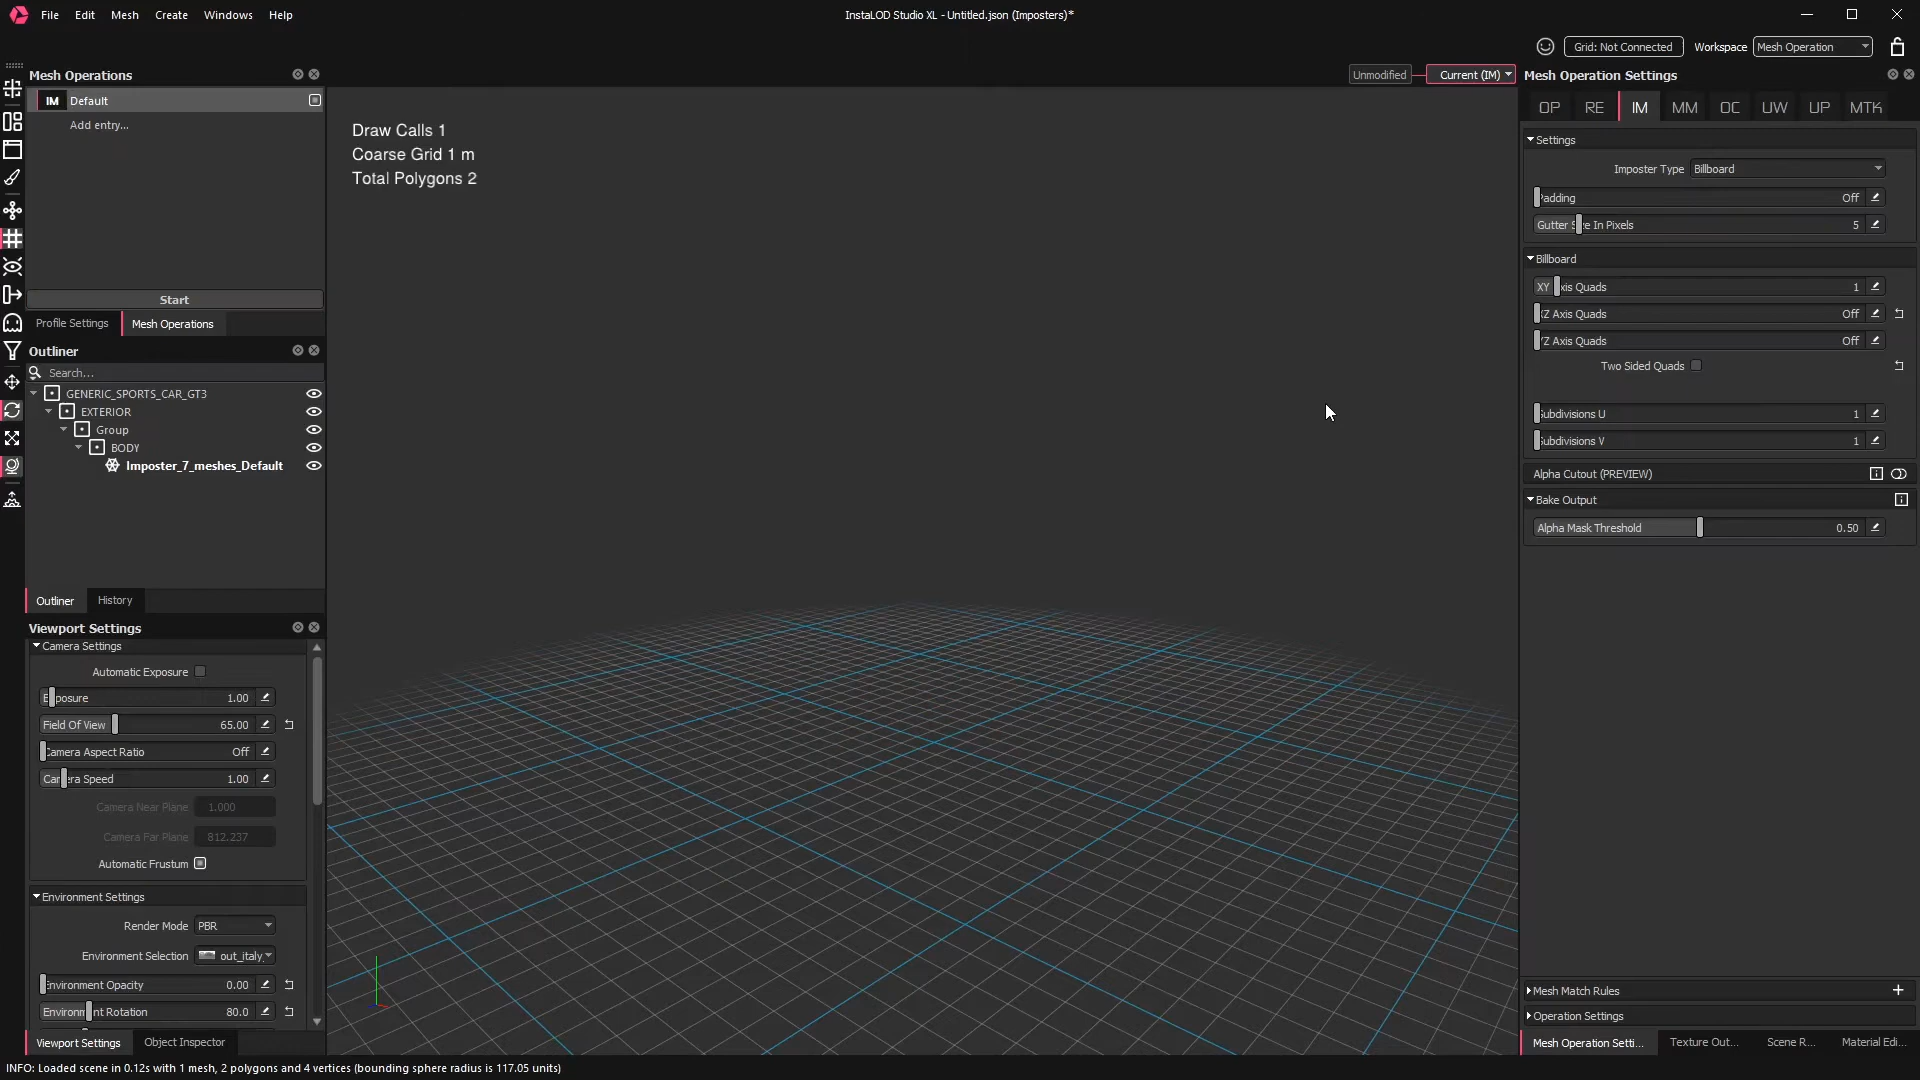 File Edit Mesh Create Windows Help
InstaLOD Studio XL - Untitled.json (Imposters)*
Grid: Not Connected Workspace Mesh Operation
Mesh Operations
IM Default
Add entry...
Start
Profile Settings Mesh Operations
Outliner
Search...
GENERIC_SPORTS_CAR_GT3
EXTERIOR
Group
BODY
Imposter_7_meshes_Default
Outliner History
Viewport Settings
Camera Settings
Automatic Exposure
Exposure 1.00
Field Of View 65.00
Camera Aspect Ratio Off
Camera Speed 1.00
Camera Near Plane 1.000
Camera Far Plane 812.237
Automatic Frustum
Environment Settings
Render Mode PBR
Environment Selection out_italy
Environment Opacity 0.00
Environment Rotation 80.0
Viewport Settings Object Inspector
Unmodified Current (IM)
Draw Calls 1
Coarse Grid 1 m
Total Polygons 2
Mesh Operation Settings
OP RE IM MM OC UW UP MTK
Settings
Imposter Type Billboard
Padding Off
Gutter Size In Pixels 5
Billboard
XY Axis Quads 1
XZ Axis Quads Off
YZ Axis Quads Off
Two Sided Quads
Subdivisions U 1
Subdivisions V 1
Alpha Cutout (PREVIEW)
Bake Output
Alpha Mask Threshold 0.50
Mesh Match Rules
Operation Settings
Mesh Operation Setti... Texture Out... Scene R... Material Edi...
INFO: Loaded scene in 0.12s with 1 mesh, 2 polygons and 4 vertices (bounding sphere radius is 117.05 units)